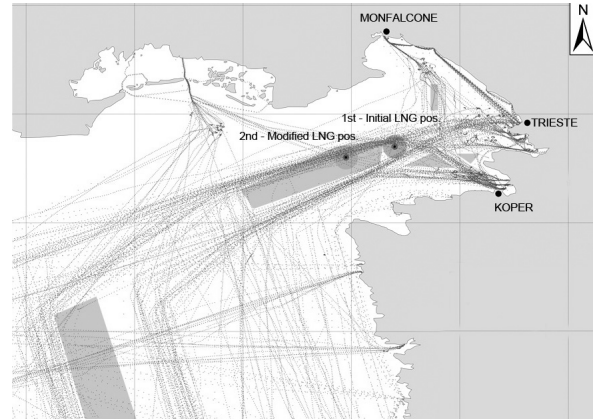 N
MONFALCONE
1st - Initial LNG pos.
TRIESTE
2nd - Modified LNG pos.
KOPER